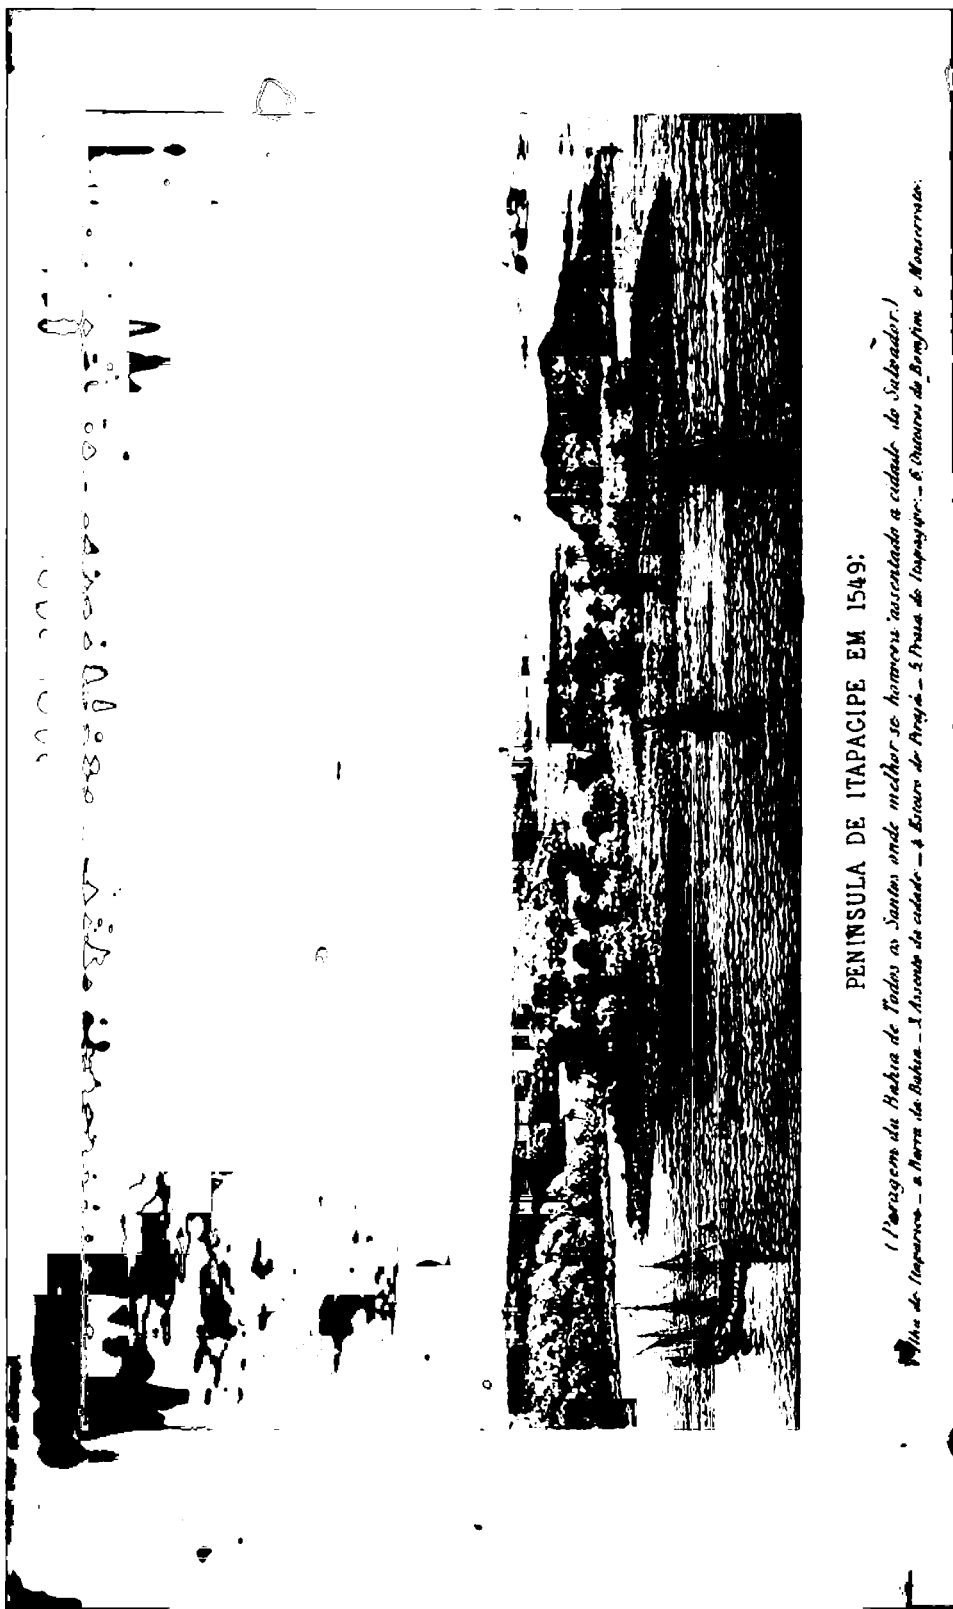 PENINSULA DE ITAPAGIPE EM 1549:
(Paragem da Bahia de Todos os Santos onde melhor se houvera assentado a cidade do Salvador.)
Ilha de Itaparica _ 2 Barra da Bahia _ 3 Assento da cidade _ 4 Esteiro do Pirajá _ 5 Praia de Itapagipe _ 6 Outeiros do Bomfim e Monserrate.